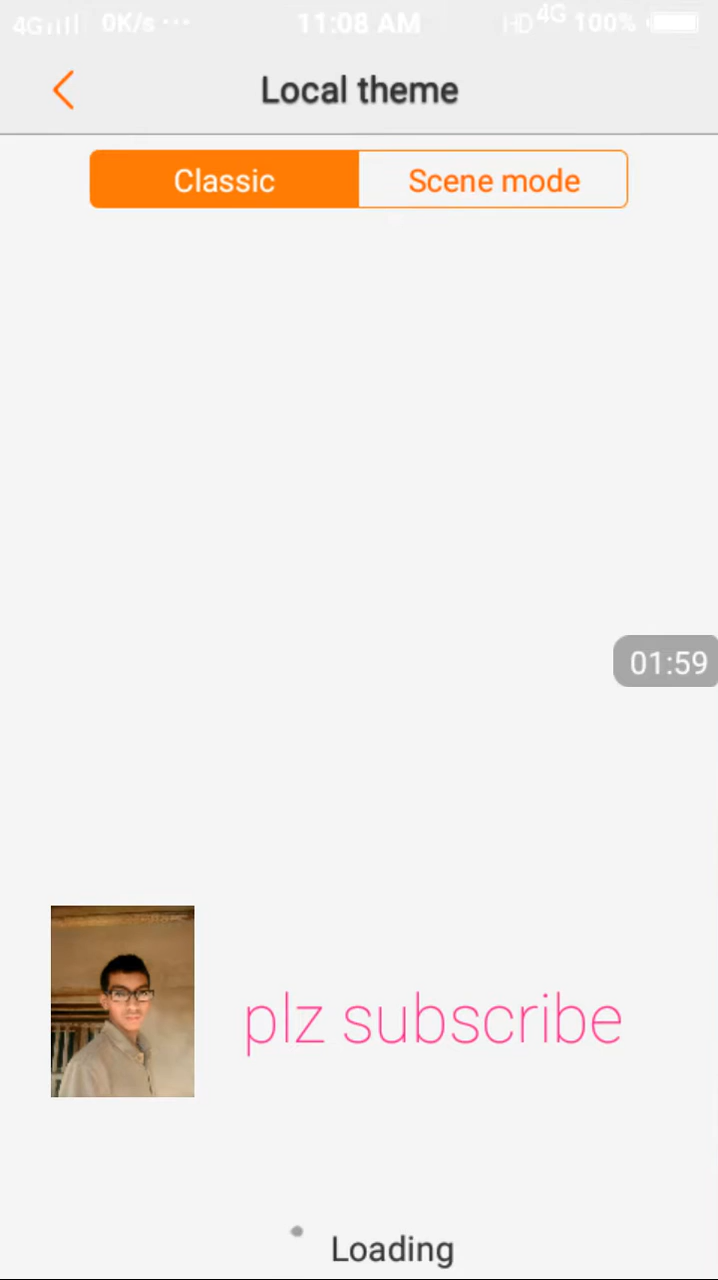 4G 0K/s ··· 11:08 AM HD 4G 100%
Local theme
Classic Scene mode
01:59
plz subscribe
Loading